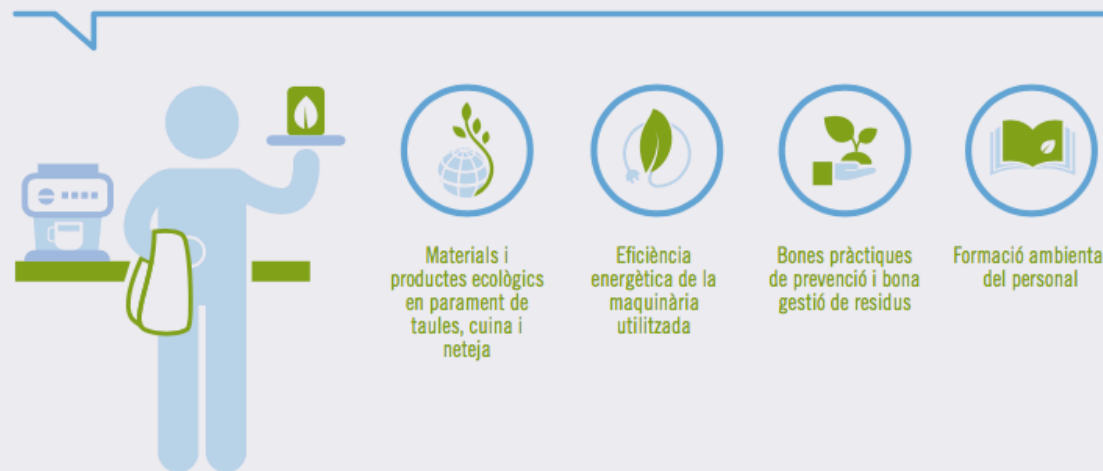 Materials i
productes ecològics
en parament de
taules, cuina i
neteja
Eficiència
energètica de la
maquinària
utilitzada
Bones pràctiques
de prevenció i bona
gestió de residus
Formació ambienta
del personal